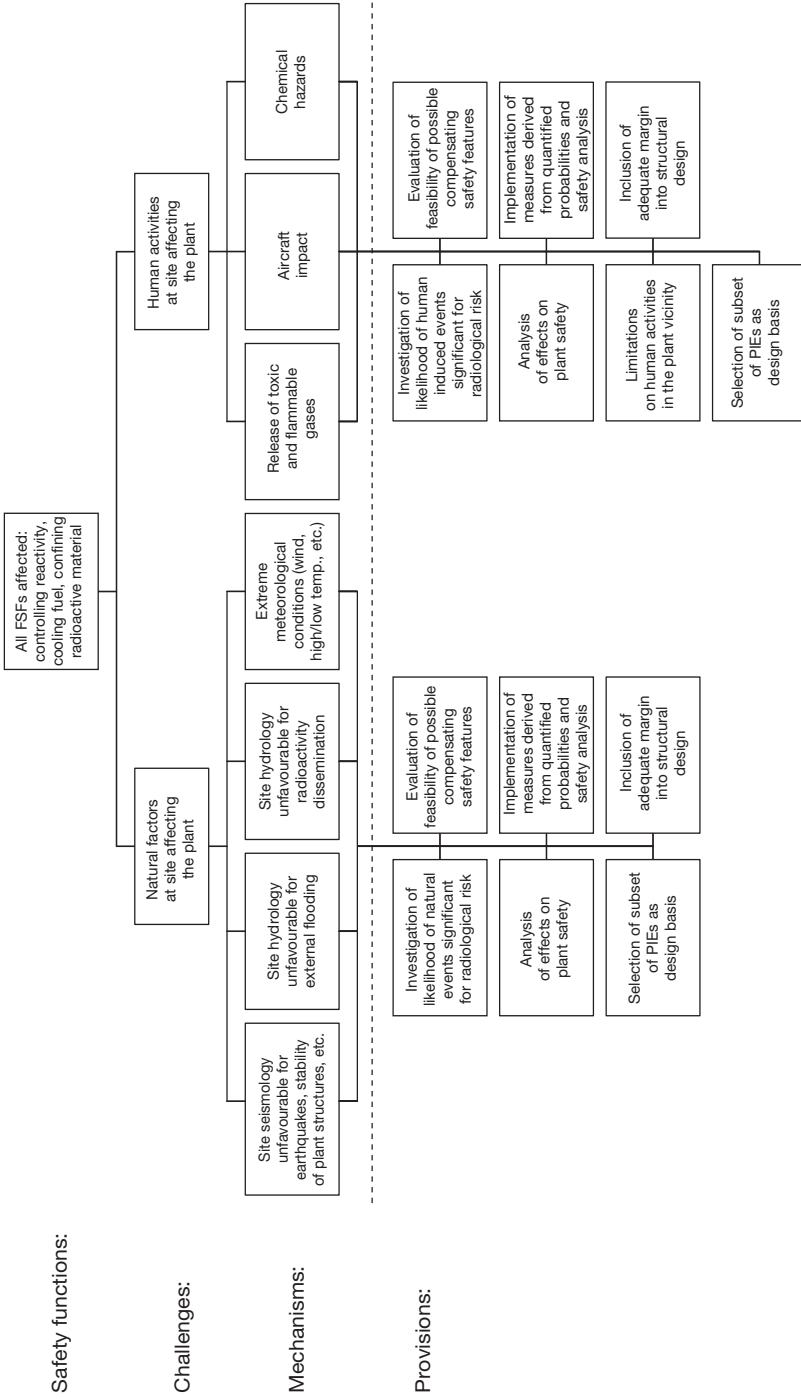 Safety functions:
All FSFs affected:
controlling reactivity,
cooling fuel, confining
radioactive material
Challenges:
Natural factors
at site affecting
the plant
Human activities
at site affecting
the plant
Mechanisms:
Site seismology
unfavourable for
earthquakes, stability
of plant structures, etc.
Site hydrology
unfavourable for
external flooding
Site hydrology
unfavourable for
radioactivity
dissemination
Extreme
meteorological
conditions (wind,
high/low temp., etc.)
Release of toxic
and flammable
gases
Aircraft
impact
Chemical
hazards
Provisions:
Investigation of
likelihood of natural
events significant
for radiological risk
Evaluation of
feasibility of possible
compensating
safety features
Analysis
of effects on
plant safety
Implementation of
measures derived
from quantified
probabilities and
safety analysis
Selection of subset
of PIEs as
design basis
Inclusion of
adequate margin
into structural
design
Investigation of
likelihood of human
induced events
significant for
radiological risk
Evaluation of
feasibility of possible
compensating
safety features
Analysis
of effects on
plant safety
Implementation of
measures derived
from quantified
probabilities and
safety analysis
Limitations
on human activities
in the plant vicinity
Inclusion of
adequate margin
into structural
design
Selection of subset
of PIEs as
design basis